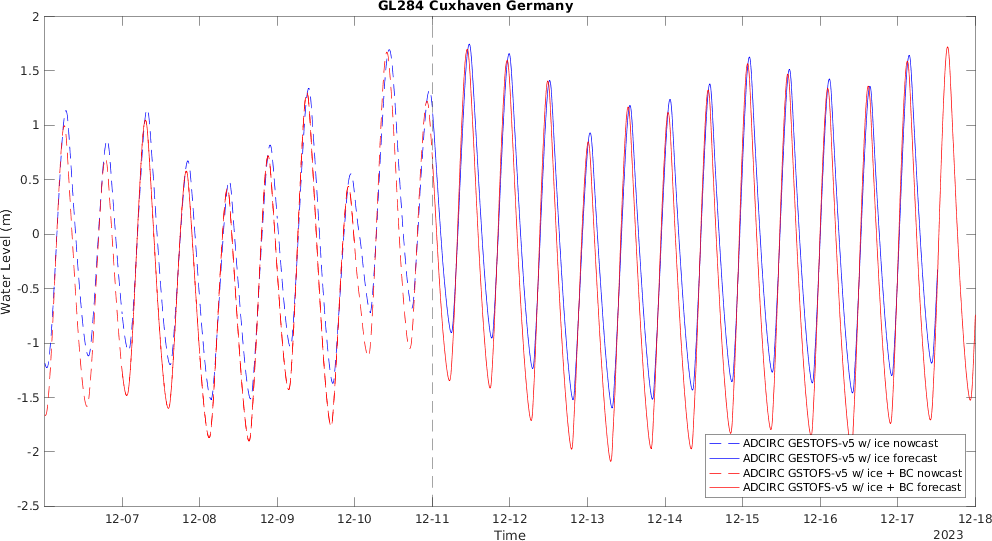 GL284 Cuxhaven Germany
2
1.5
1
0.5
0
-0.5
-1
-1.5
-2
-2.5
Water Level (m)
ADCIRC GESTOFS-v5 w/ ice nowcast
ADCIRC GESTOFS-v5 w/ ice forecast
ADCIRC GSTOFS-v5 w/ ice + BC nowcast
ADCIRC GSTOFS-v5 w/ ice + BC forecast
12-07 12-08 12-09 12-10 12-11 12-12 12-13 12-14 12-15 12-16 12-17 12-18
Time
2023